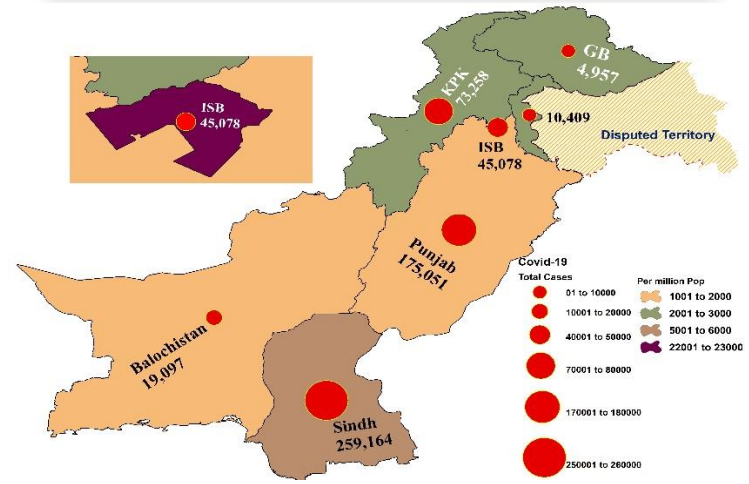 ISB
45,078
GB
4,957
KPK
73,258
10,409
Disputed Territory
ISB
45,078
Punjab
175,051
Balochistan
19,097
Sindh
259,164
Covid-19
Total Cases
01 to 10000
10001 to 20000
40001 to 50000
70001 to 80000
170001 to 180000
250001 to 260000
Per million Pop
1001 to 2000
2001 to 3000
5001 to 6000
22001 to 23000